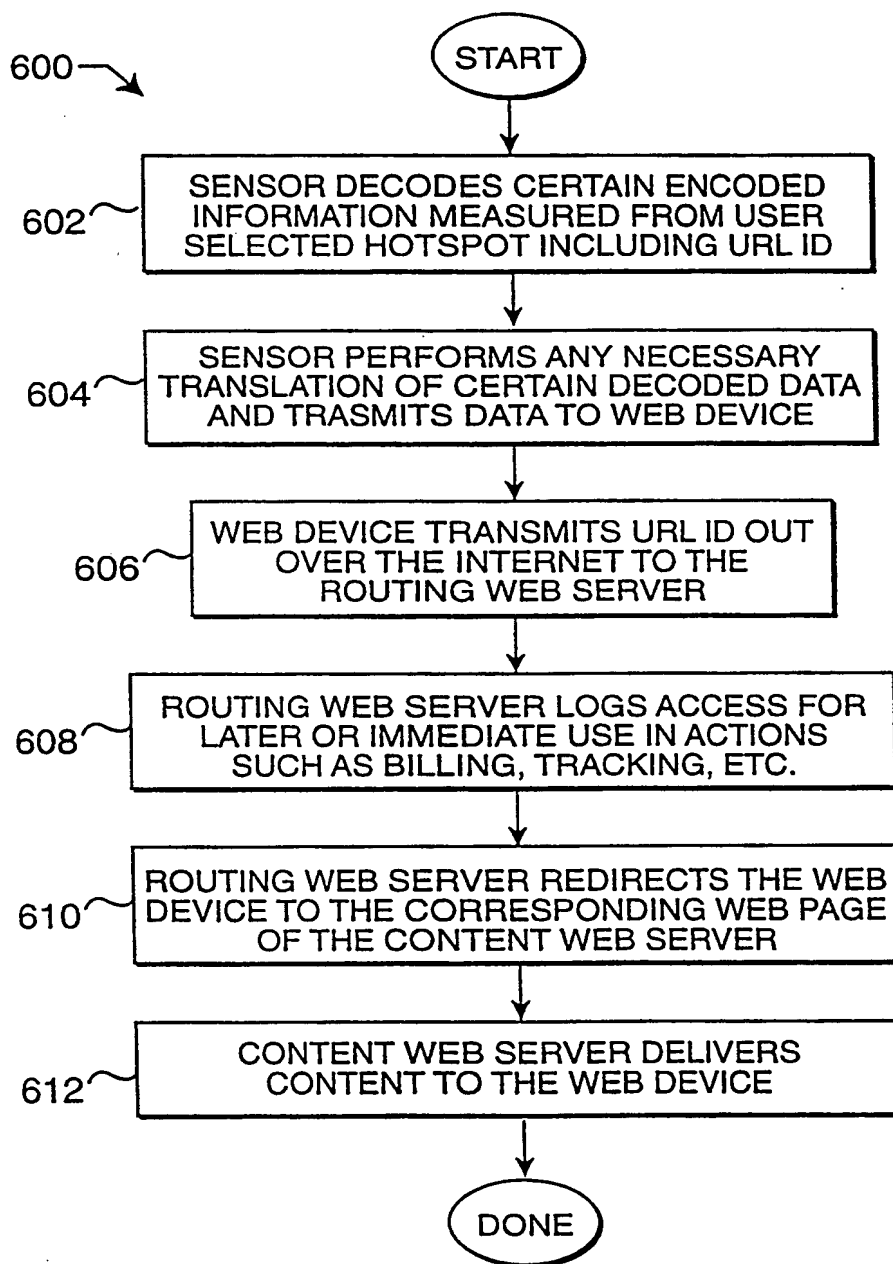 START
600
SENSOR DECODES CERTAIN ENCODED
INFORMATION MEASURED FROM USER
SELECTED HOTSPOT INCLUDING URL ID
602
SENSOR PERFORMS ANY NECESSARY
TRANSLATION OF CERTAIN DECODED DATA
AND TRASMITS DATA TO WEB DEVICE
604
WEB DEVICE TRANSMITS URL ID OUT
OVER THE INTERNET TO THE
ROUTING WEB SERVER
606
ROUTING WEB SERVER LOGS ACCESS FOR
LATER OR IMMEDIATE USE IN ACTIONS
SUCH AS BILLING, TRACKING, ETC.
608
ROUTING WEB SERVER REDIRECTS THE WEB
DEVICE TO THE CORRESPONDING WEB PAGE
OF THE CONTENT WEB SERVER
610
CONTENT WEB SERVER DELIVERS
CONTENT TO THE WEB DEVICE
612
DONE